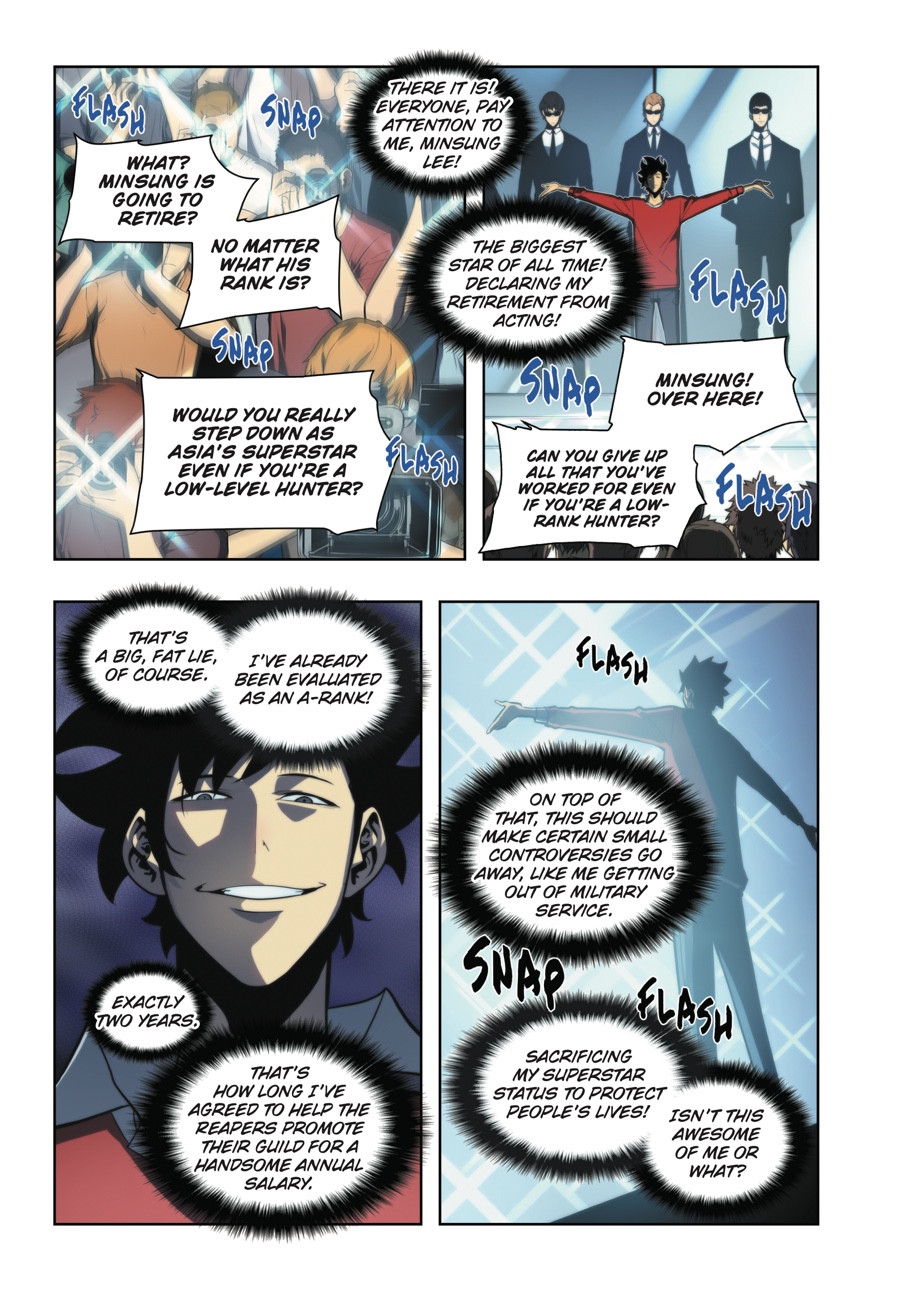 FLASH
SNAP
WHAT?
MINSUNG IS
GOING TO
RETIRE?
NO MATTER
WHAT HIS
RANK IS?
SNAP
WOULD YOU REALLY
STEP DOWN AS
ASIA'S SUPERSTAR
EVEN IF YOU'RE A
LOW-LEVEL HUNTER?
FLASH
THERE IT IS!
EVERYONE, PAY
ATTENTION TO
ME, MINSUNG
LEE!
THE BIGGEST
STAR OF ALL TIME!
DECLARING MY
RETIREMENT FROM
ACTING!
FLASH
SNAP
MINSUNG!
OVER HERE!
CAN YOU GIVE UP
ALL THAT YOU'VE
WORKED FOR EVEN
IF YOU'RE A LOW-
RANK HUNTER?
FLASH
THAT'S
A BIG, FAT LIE,
OF COURSE.
I'VE ALREADY
BEEN EVALUATED
AS AN A-RANK!
EXACTLY
TWO YEARS.
THAT'S
HOW LONG I'VE
AGREED TO HELP THE
REAPERS PROMOTE
THEIR GUILD FOR A
HANDSOME ANNUAL
SALARY.
FLASH
ON TOP OF
THAT, THIS SHOULD
MAKE CERTAIN SMALL
CONTROVERSIES GO
AWAY, LIKE ME GETTING
OUT OF MILITARY
SERVICE.
SNAP
FLASH
SACRIFICING
MY SUPERSTAR
STATUS TO PROTECT
PEOPLE'S LIVES!
ISN'T THIS
AWESOME
OF ME OR
WHAT?